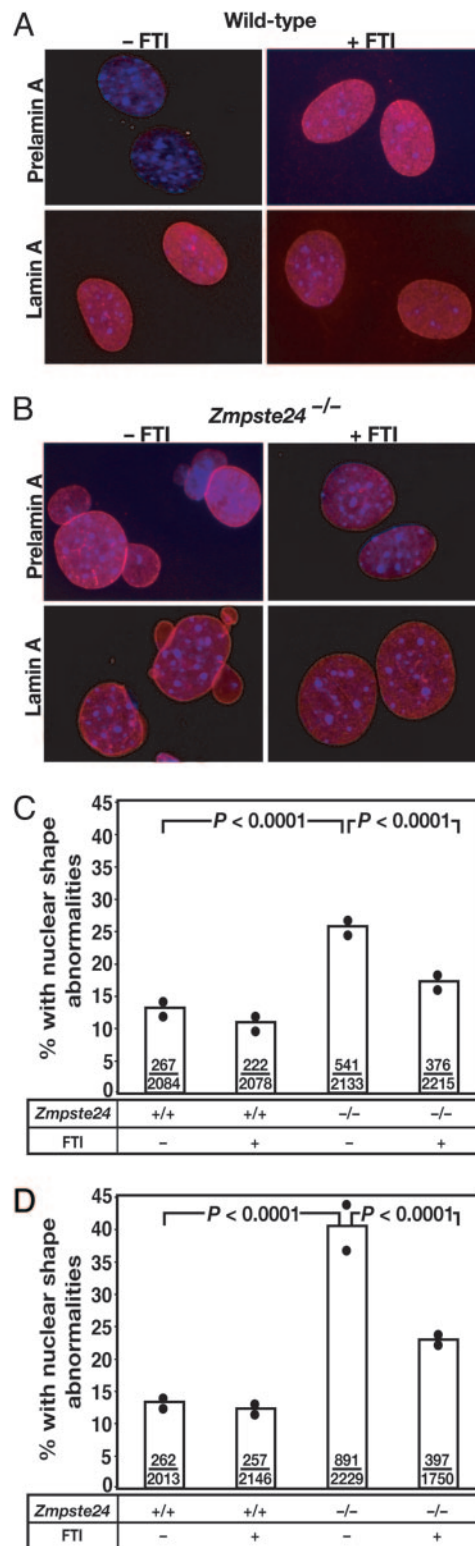 A
Wild-type
– FTI + FTI
Prelamin A
Lamin A
B
Zmpste24 –/–
– FTI + FTI
Prelamin A
Lamin A
C
% with nuclear shape
abnormalities
45
40
35
30
25
20
15
10
5
0
P < 0.0001 P < 0.0001
267 222 541 376
2084 2078 2133 2215
Zmpste24 +/+ +/+ –/– –/–
FTI – + – +
D
% with nuclear shape
abnormalities
45
40
35
30
25
20
15
10
5
0
P < 0.0001 P < 0.0001
262 257 891 397
2013 2146 2229 1750
Zmpste24 +/+ +/+ –/– –/–
FTI – + – +